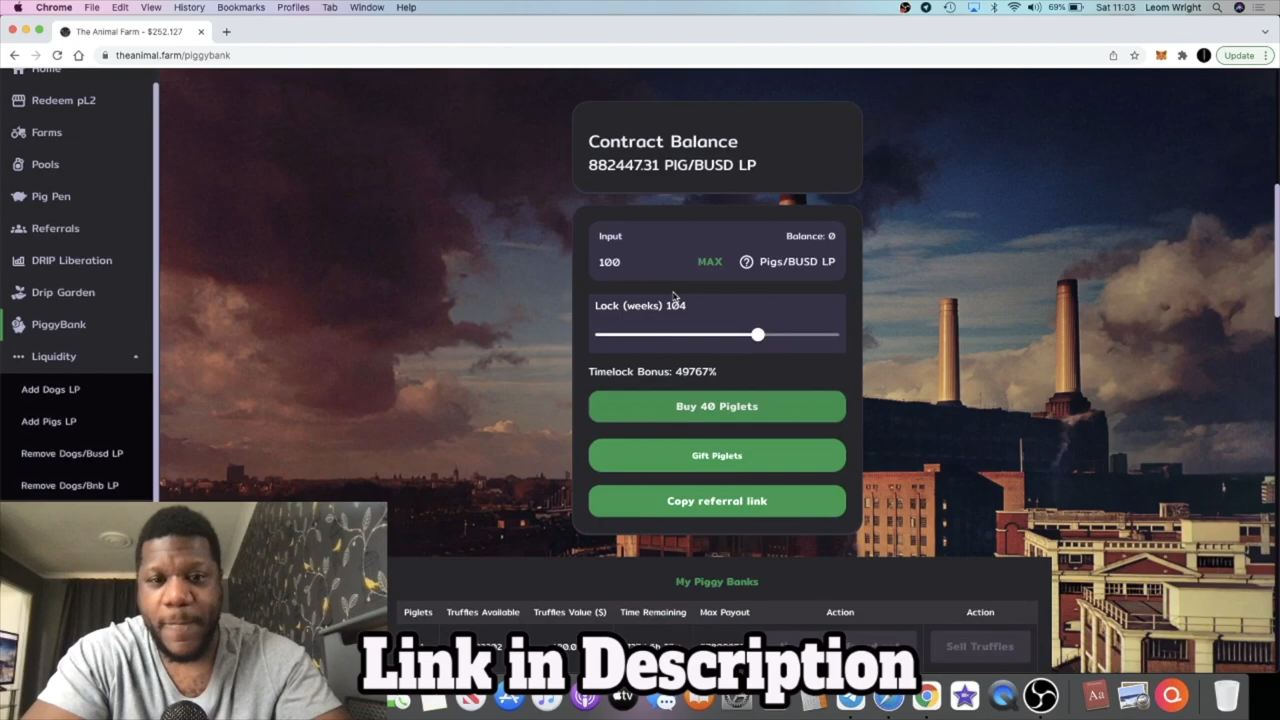 Chrome File Edit View History Bookmarks Profiles Tab Window Help 69% Sat 11:03 Leom Wright
The Animal Farm - $252.127
theanimal.farm/piggybank Update
Home
Redeem pL2
Farms
Pools
Pig Pen
Referrals
DRIP Liberation
Drip Garden
PiggyBank
Liquidity
Add Dogs LP
Add Pigs LP
Remove Dogs/Busd LP
Remove Dogs/Bnb LP
Contract Balance
882447.31 PIG/BUSD LP
Input Balance: 0
100 MAX Pigs/BUSD LP
Lock (weeks) 104
Timelock Bonus: 49767%
Buy 40 Piglets
Gift Piglets
Copy referral link
My Piggy Banks
Piglets Truffles Available Truffles Value ($) Time Remaining Max Payout Action Action
Sell Truffles
Link in Description
tv Aa